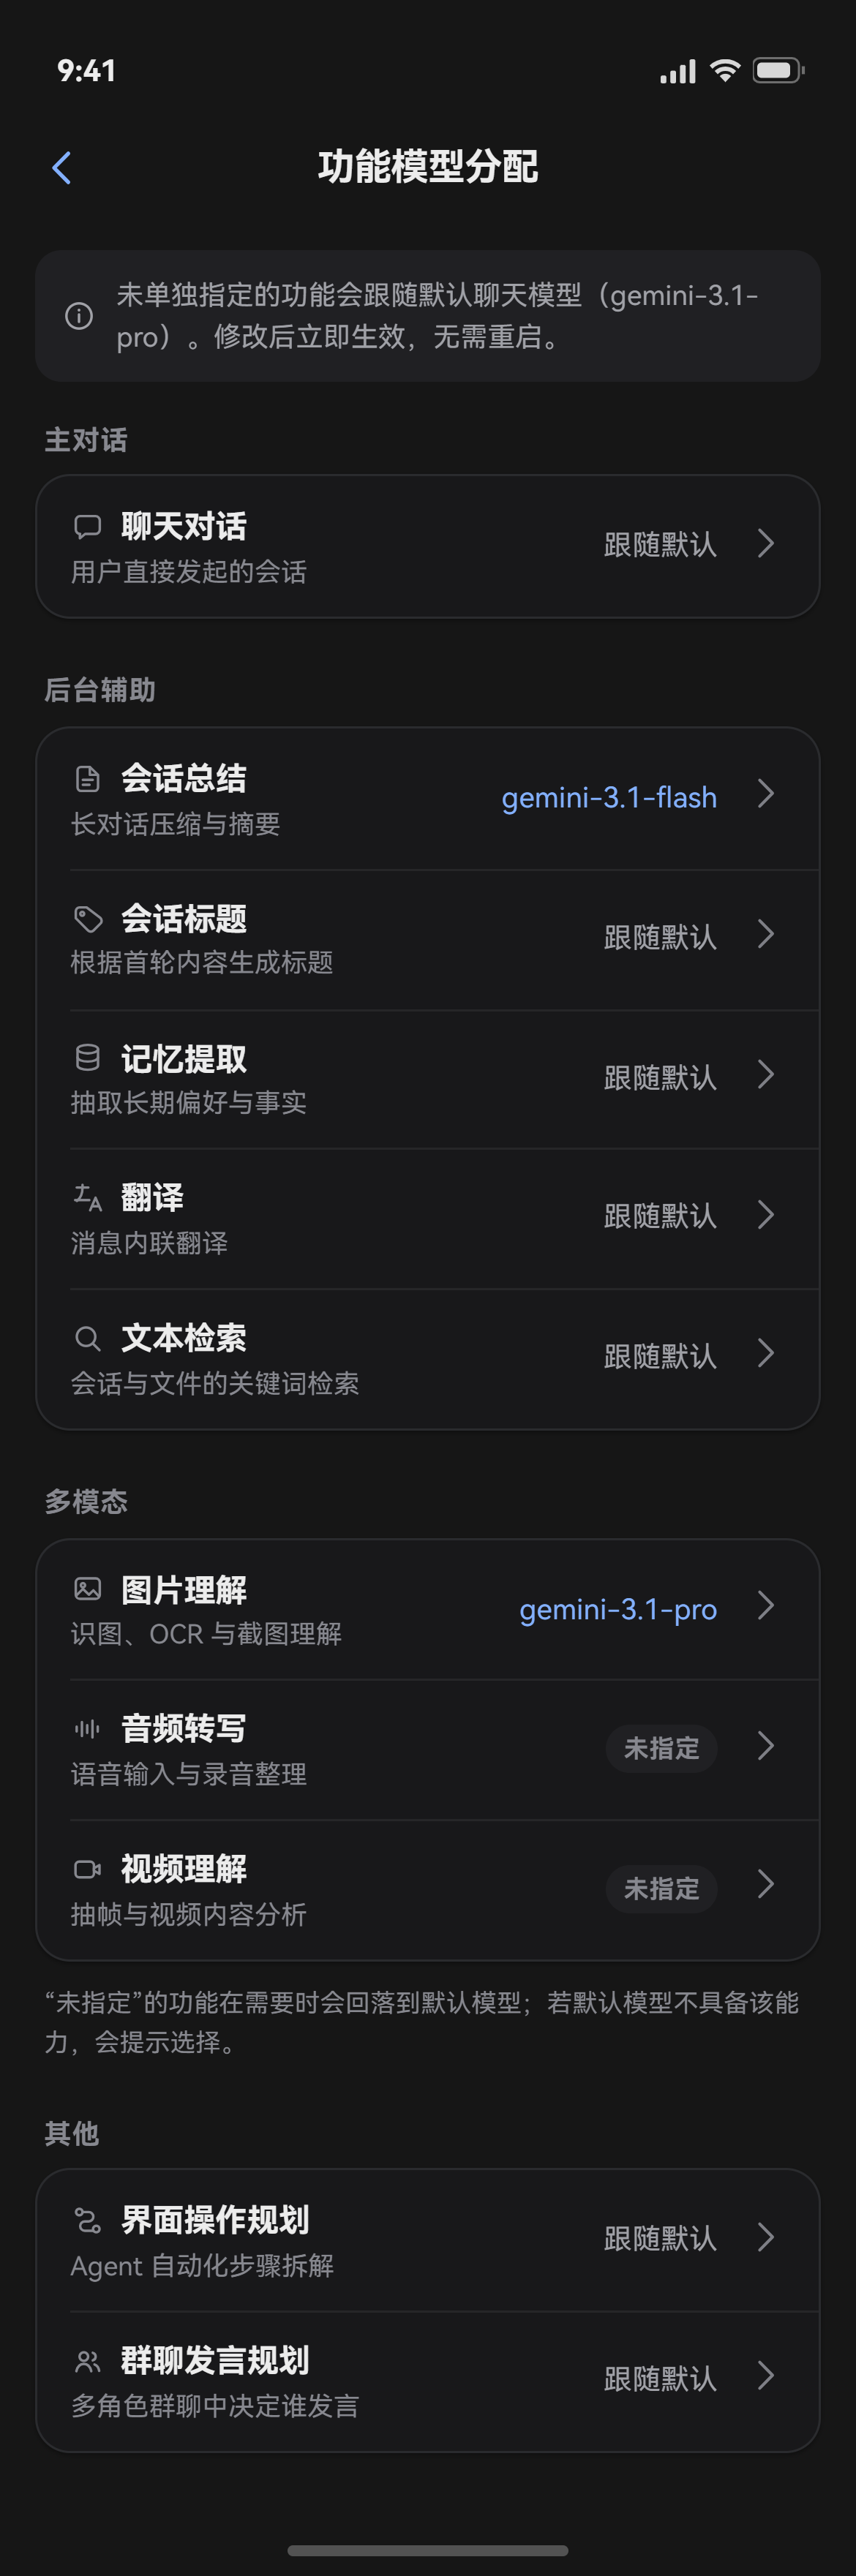 9:41
功能模型分配
未单独指定的功能会跟随默认聊天模型（gemini-3.1-
pro）。修改后立即生效，无需重启。
主对话
聊天对话
用户直接发起的会话
跟随默认
后台辅助
会话总结
长对话压缩与摘要
gemini-3.1-flash
会话标题
根据首轮内容生成标题
跟随默认
记忆提取
抽取长期偏好与事实
跟随默认
翻译
消息内联翻译
跟随默认
文本检索
会话与文件的关键词检索
跟随默认
多模态
图片理解
识图、OCR 与截图理解
gemini-3.1-pro
音频转写
语音输入与录音整理
未指定
视频理解
抽帧与视频内容分析
未指定
“未指定”的功能在需要时会回落到默认模型；若默认模型不具备该能
力，会提示选择。
其他
界面操作规划
Agent 自动化步骤拆解
跟随默认
群聊发言规划
多角色群聊中决定谁发言
跟随默认